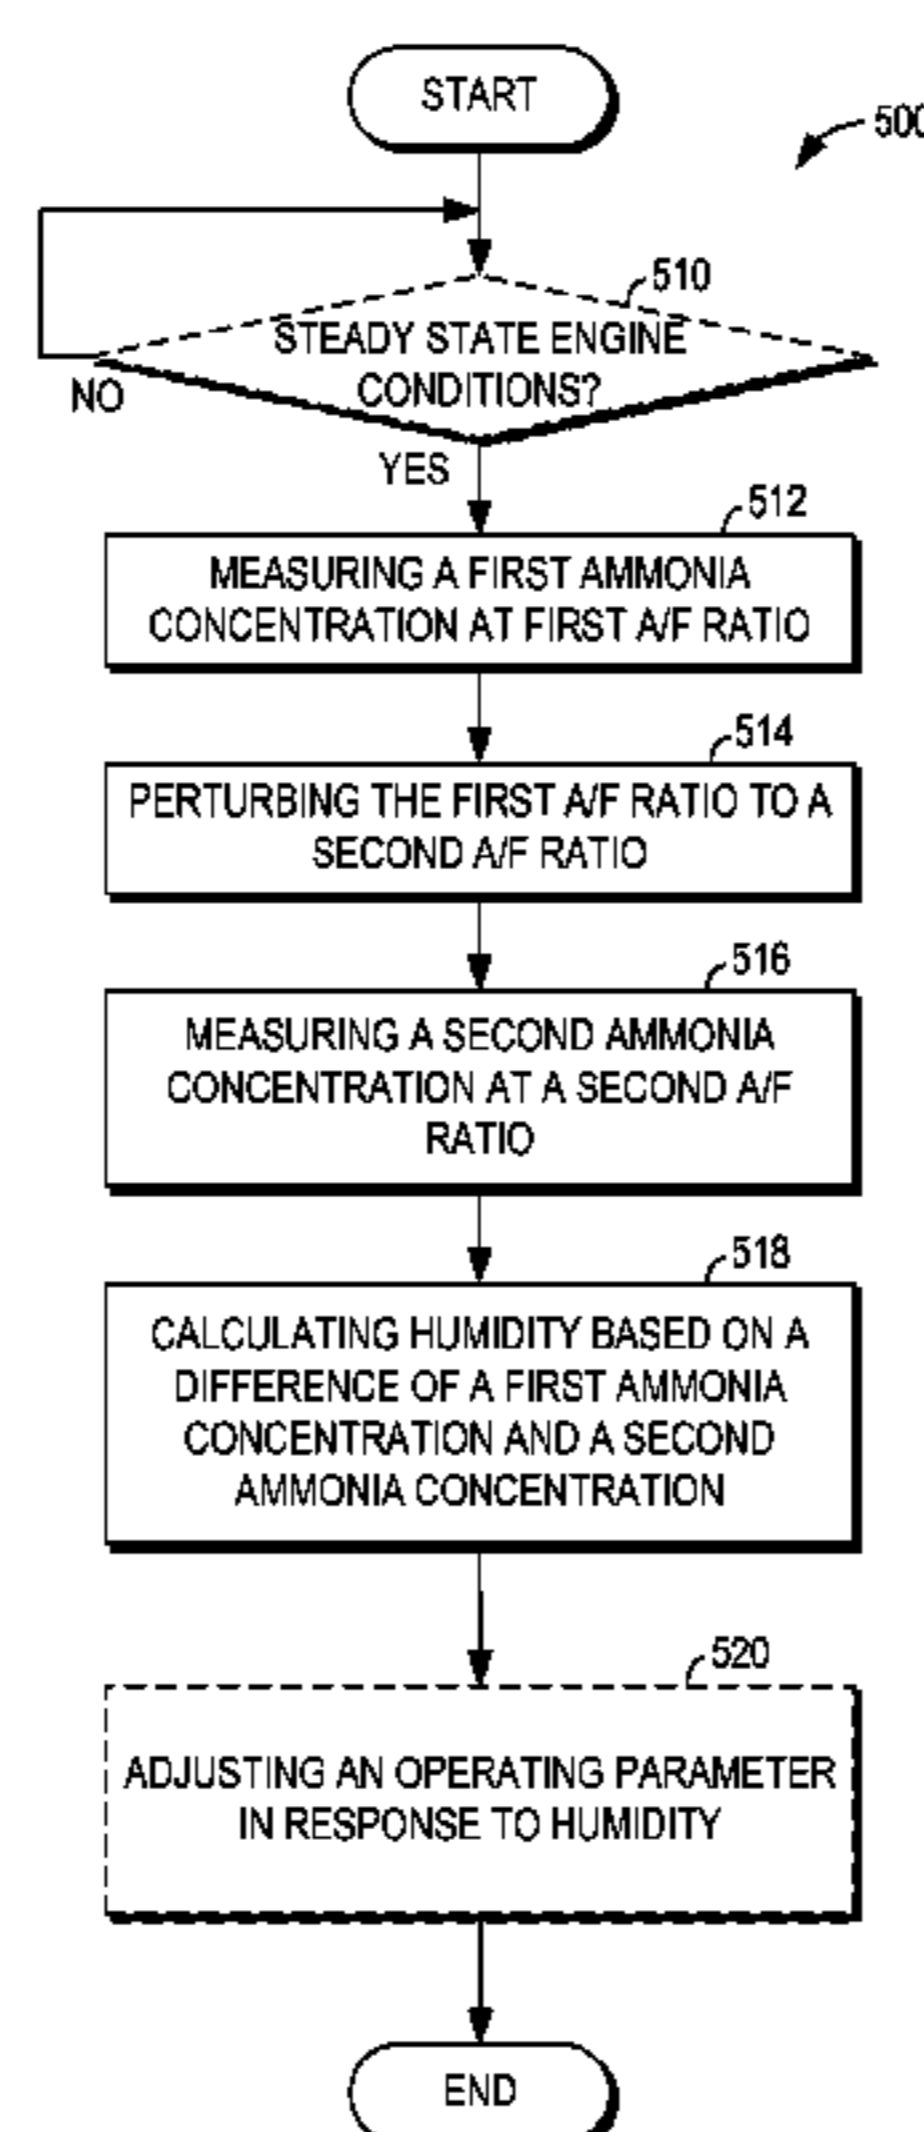 START
500
510
STEADY STATE ENGINE
CONDITIONS?
NO
YES
512
MEASURING A FIRST AMMONIA
CONCENTRATION AT FIRST A/F RATIO
514
PERTURBING THE FIRST A/F RATIO TO A
SECOND A/F RATIO
516
MEASURING A SECOND AMMONIA
CONCENTRATION AT A SECOND A/F
RATIO
518
CALCULATING HUMIDITY BASED ON A
DIFFERENCE OF A FIRST AMMONIA
CONCENTRATION AND A SECOND
AMMONIA CONCENTRATION
520
ADJUSTING AN OPERATING PARAMETER
IN RESPONSE TO HUMIDITY
END